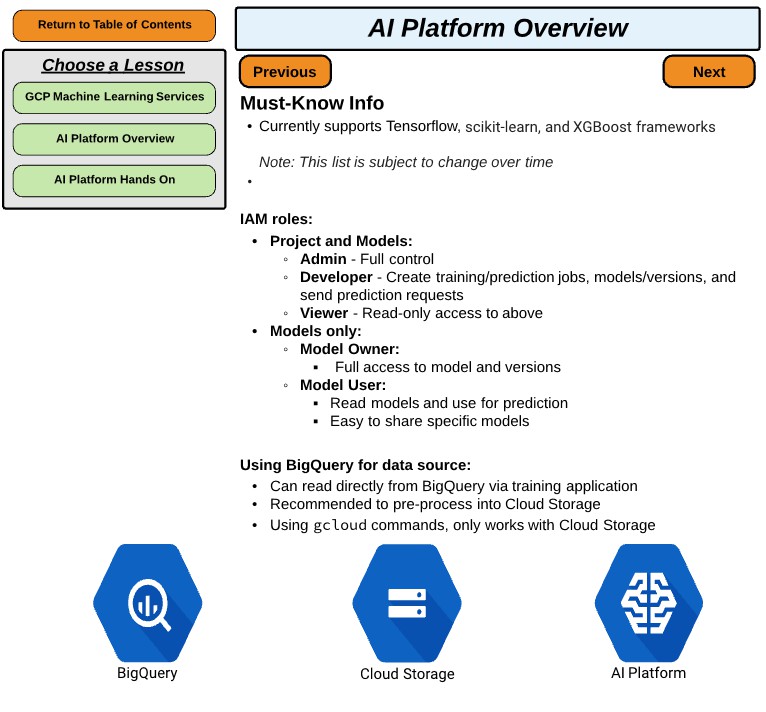 Return to Table of Contents
Choose a Lesson
GCP Machine Learning Services
AI Platform Overview
AI Platform Hands On
AI Platform Overview
Previous
Next
Must-Know Info
• Currently supports Tensorflow, scikit-learn, and XGBoost frameworks
Note: This list is subject to change over time
•
IAM roles:
• Project and Models:
◦ Admin - Full control
◦ Developer - Create training/prediction jobs, models/versions, and
send prediction requests
◦ Viewer - Read-only access to above
• Models only:
◦ Model Owner:
▪ Full access to model and versions
◦ Model User:
▪ Read models and use for prediction
▪ Easy to share specific models
Using BigQuery for data source:
• Can read directly from BigQuery via training application
• Recommended to pre-process into Cloud Storage
• Using gcloud commands, only works with Cloud Storage
BigQuery
Cloud Storage
AI Platform